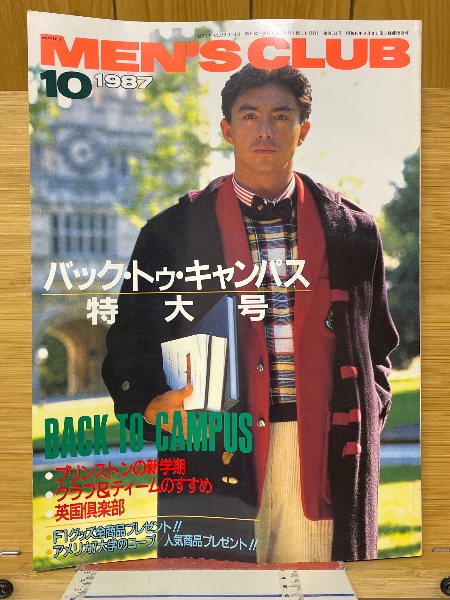 MEN'S CLUB
10 1987
バック・トゥ・キャンパス
特大号
BACK TO CAMPUS
・プリンストンの新学期
・クラブ&ティームのすすめ
・英国倶楽部
F1グッズ全商品プレゼント!!
アメリカ7大学のコープ 人気商品プレゼント!!